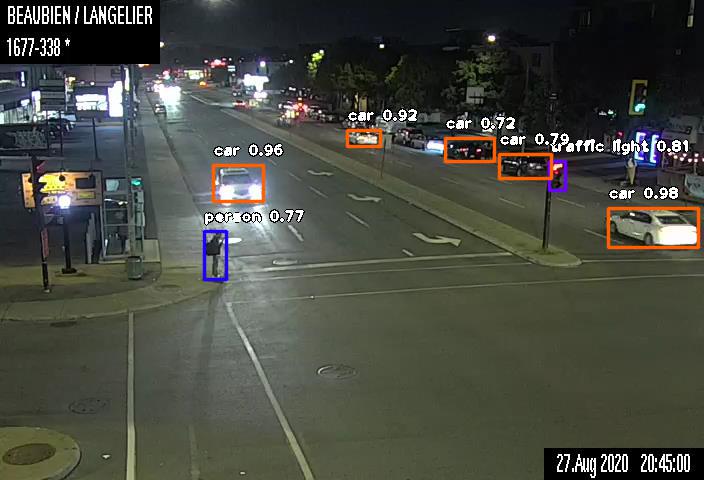 BEAUBIEN / LANGELIER
1677-338 *
car 0.92
car 0.72
car 0.79
traffic light 0.81
car 0.96
car 0.98
person 0.77
27.Aug 2020 20:45:00